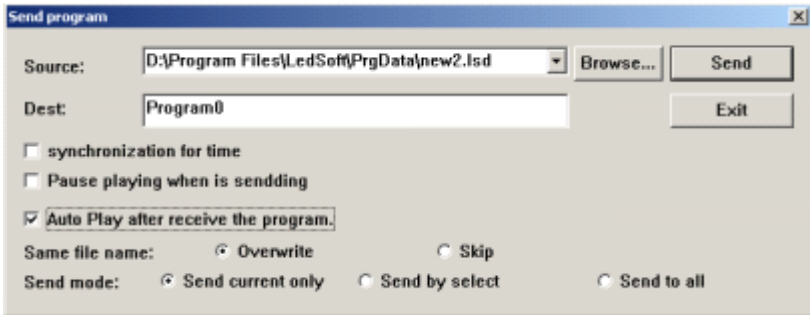 Send program
Source: D:\Program Files\LedSoft\PrgData\new2.lsd Browse... Send
Dest: Program0 Exit
synchronization for time
Pause playing when is sendding
Auto Play after receive the program.
Same file name: Overwrite Skip
Send mode: Send current only Send by select Send to all